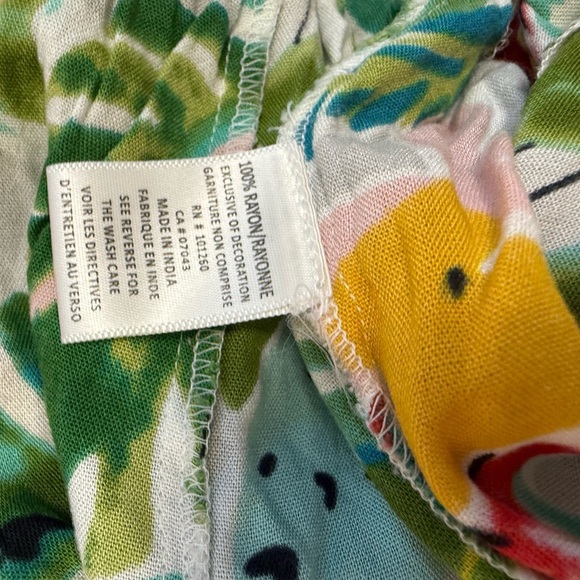 100% RAYON/RAYONNE
EXCLUSIVE OF DECORATION
GARNITURE NON COMPRISE
RN # 101260
CA # 07043
MADE IN INDIA
FABRIQUE EN INDE
SEE REVERSE FOR
THE WASH CARE
VOIR LES DIRECTIVES
D'ENTRETIEN AU VERSO